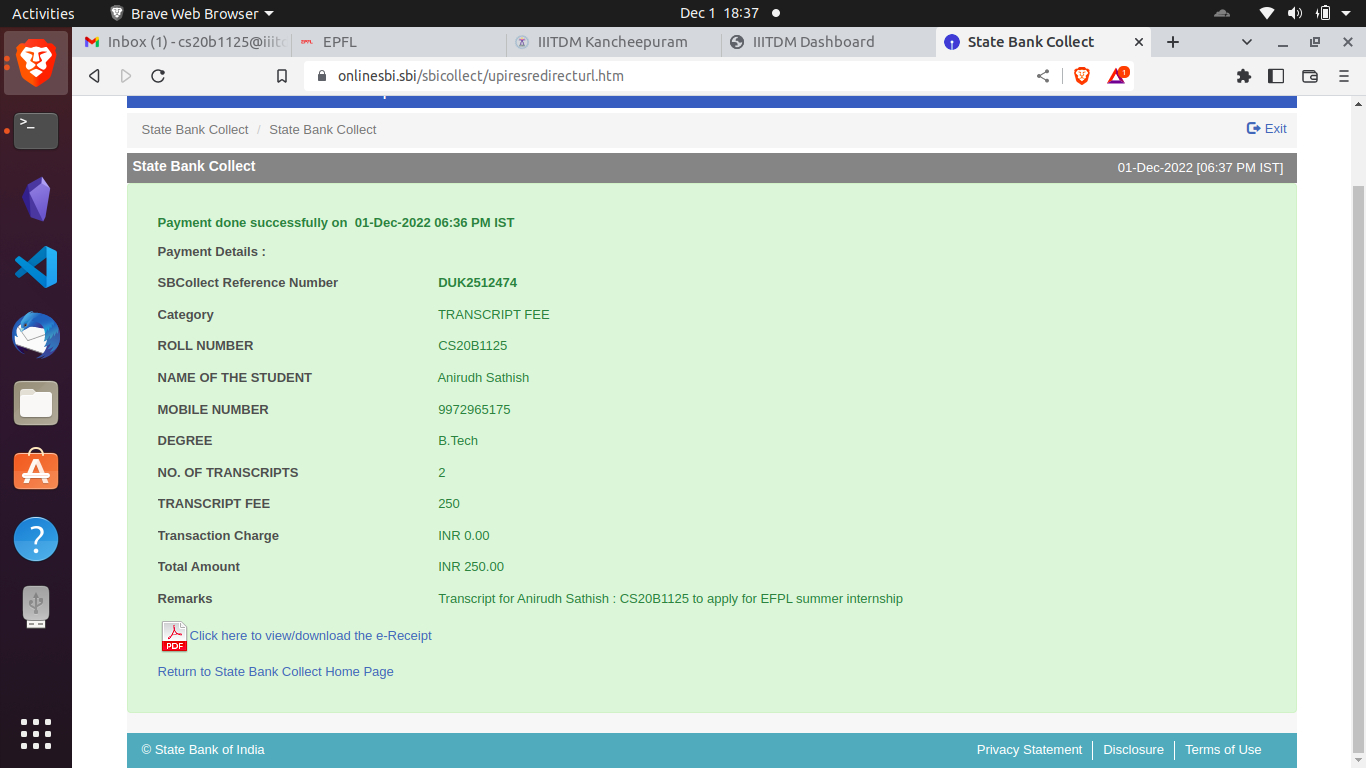 Activities
Brave Web Browser
Dec 1 18:37
Inbox (1) - cs20b1125@iiit
EPFL
EPFL
IIITDM Kancheepuram
IIITDM Dashboard
State Bank Collect
onlinesbi.sbi/sbicollect/upiresredirecturl.htm
1
State Bank Collect / State Bank Collect
Exit
State Bank Collect
01-Dec-2022 [06:37 PM IST]
Payment done successfully on 01-Dec-2022 06:36 PM IST
Payment Details :
SBCollect Reference Number DUK2512474
Category TRANSCRIPT FEE
ROLL NUMBER CS20B1125
NAME OF THE STUDENT Anirudh Sathish
MOBILE NUMBER 9972965175
DEGREE B.Tech
NO. OF TRANSCRIPTS 2
TRANSCRIPT FEE 250
Transaction Charge INR 0.00
Total Amount INR 250.00
Remarks Transcript for Anirudh Sathish : CS20B1125 to apply for EFPL summer internship
PDF
Click here to view/download the e-Receipt
Return to State Bank Collect Home Page
© State Bank of India
Privacy Statement
Disclosure
Terms of Use